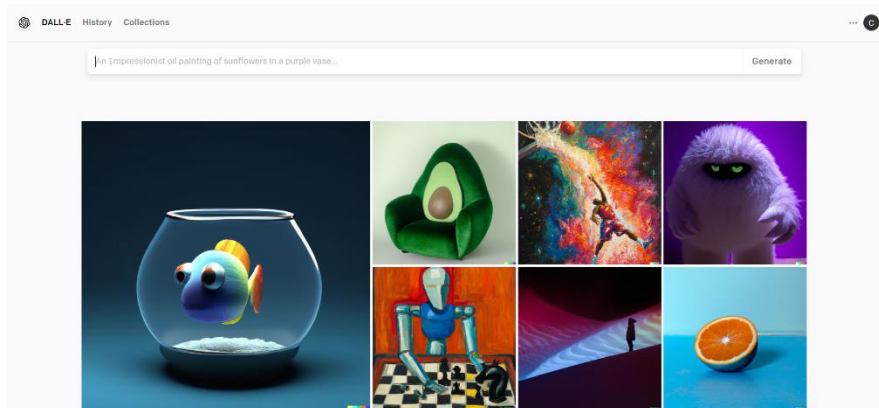 DALL·E History Collections
C
An Impressionist oil painting of sunflowers in a purple vase...
Generate